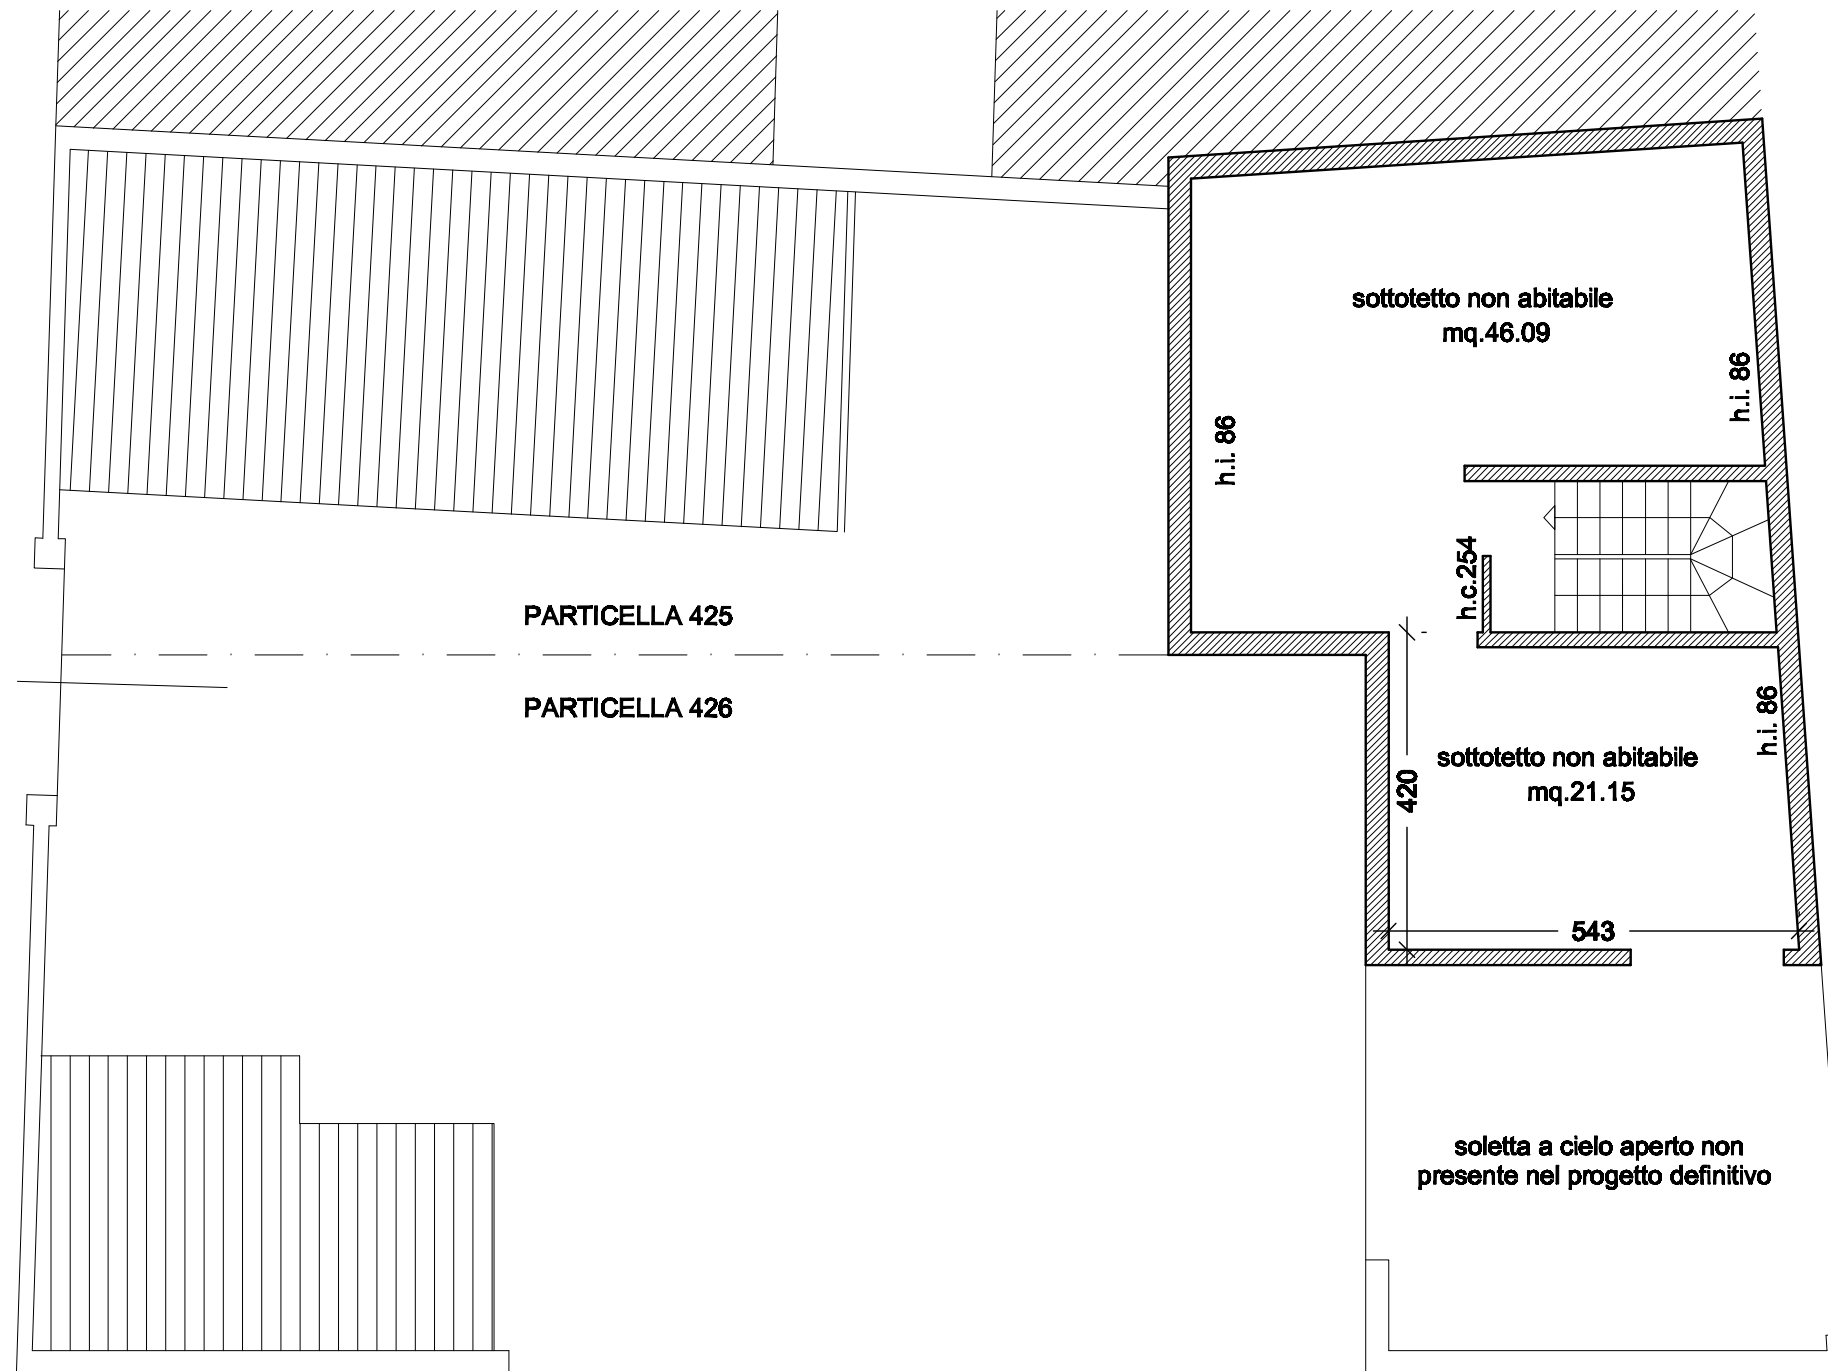 sottotetto non abitabile
mq.46.09
h.i. 86
h.i. 86
h.c.254
PARTICELLA 425
PARTICELLA 426
h.i. 86
sottotetto non abitabile
mq.21.15
420
543
soletta a cielo aperto non
presente nel progetto definitivo